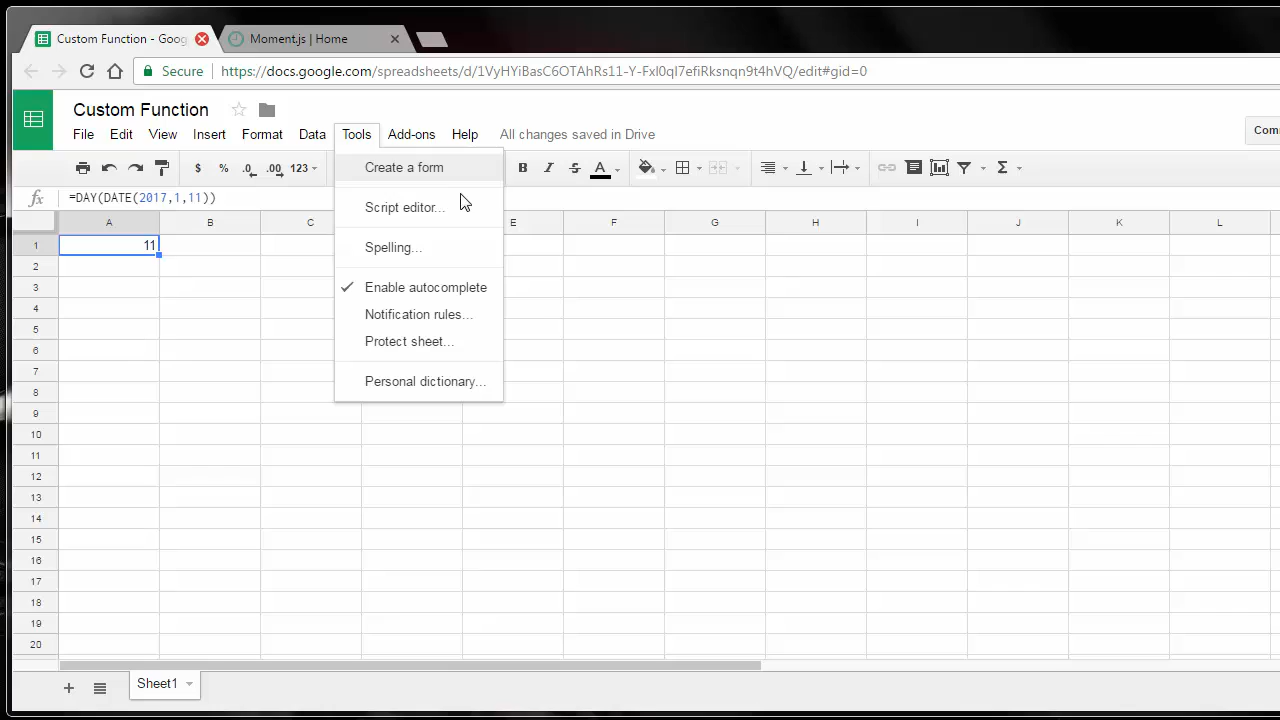 Custom Function - Goog
Moment.js | Home
Secure
https://docs.google.com/spreadsheets/d/1VyHYiBasC6OTAhRs11-Y-Fxl0ql7efiRksnqn9t4hVQ/edit#gid=0
Custom Function
File Edit View Insert Format Data Tools Add-ons Help All changes saved in Drive
Com
$ % .0 .00 123 B I S A Σ
fx =DAY(DATE(2017,1,11))
Create a form
Script editor...
Spelling...
Enable autocomplete
Notification rules...
Protect sheet...
Personal dictionary...
A B C E F G H I J K L
1 11
2
3
4
5
6
7
8
9
10
11
12
13
14
15
16
17
18
19
20
Sheet1